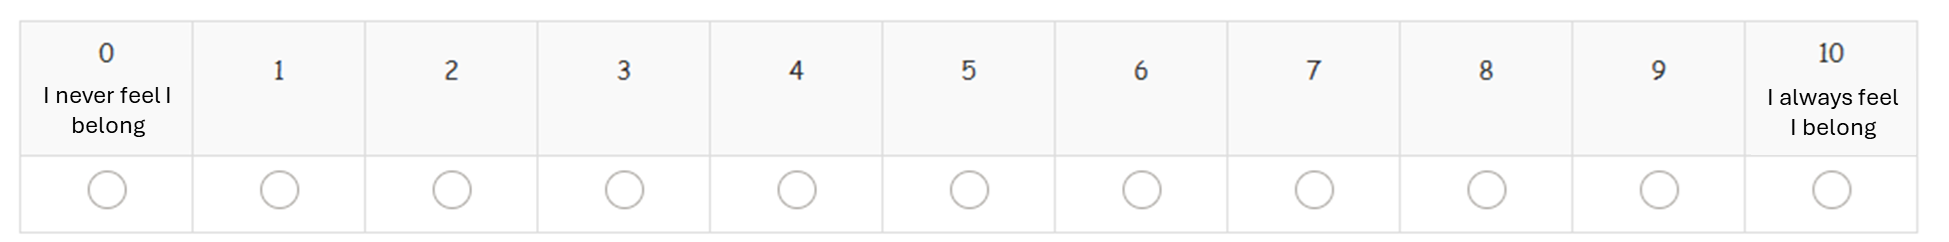 0 1 2 3 4 5 6 7 8 9 10
I never feel I
belong
I always feel
I belong